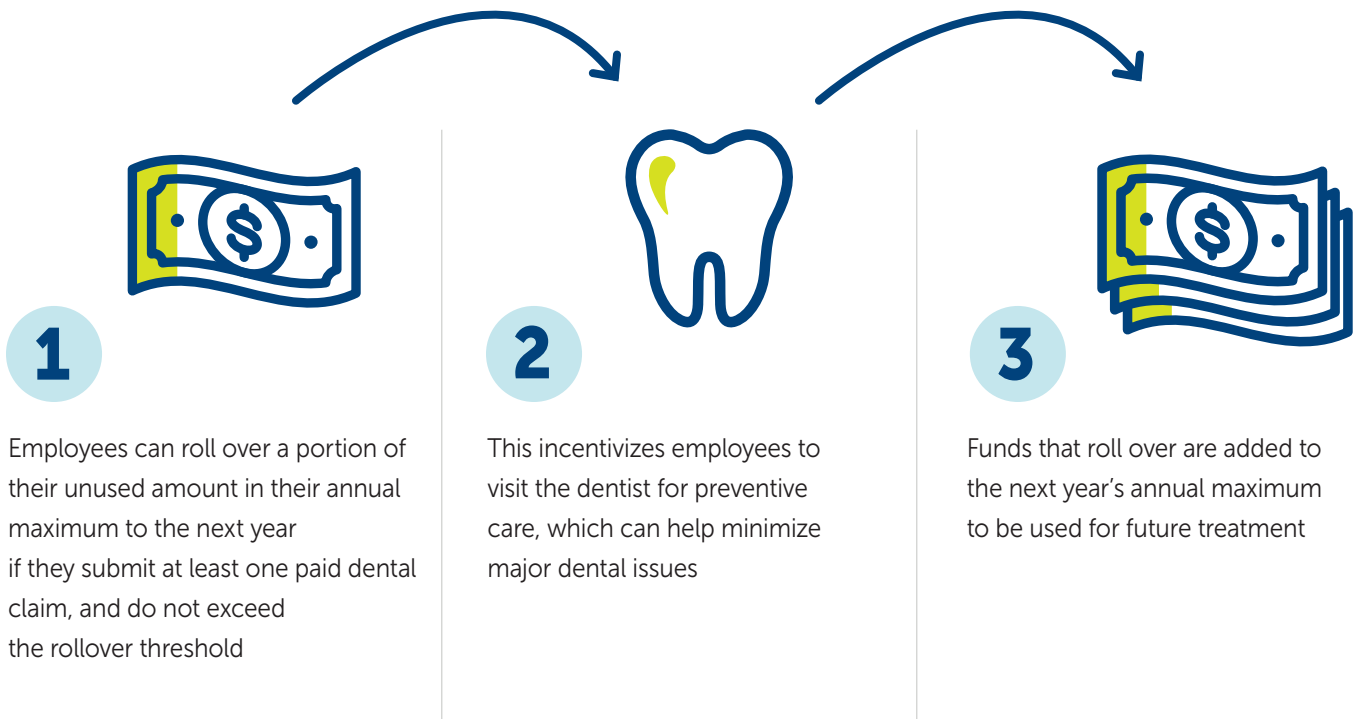 $
$
1
Employees can roll over a portion of
their unused amount in their annual
maximum to the next year
if they submit at least one paid dental
claim, and do not exceed
the rollover threshold
2
This incentivizes employees to
visit the dentist for preventive
care, which can help minimize
major dental issues
3
Funds that roll over are added to
the next year's annual maximum
to be used for future treatment